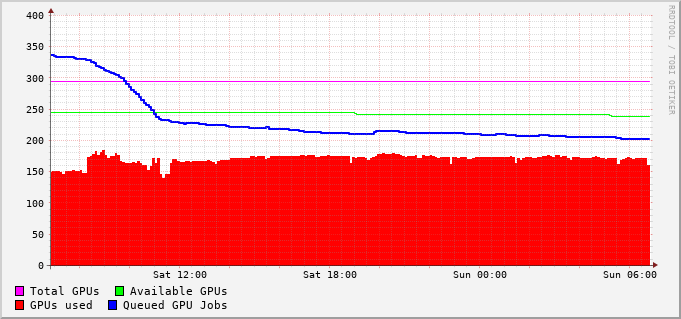 400
350
300
250
200
150
100
50
0
Sat 12:00 Sat 18:00 Sun 00:00 Sun 06:00
Total GPUs Available GPUs
GPUs used Queued GPU Jobs
RRDTOOL / TOBI OETIKER